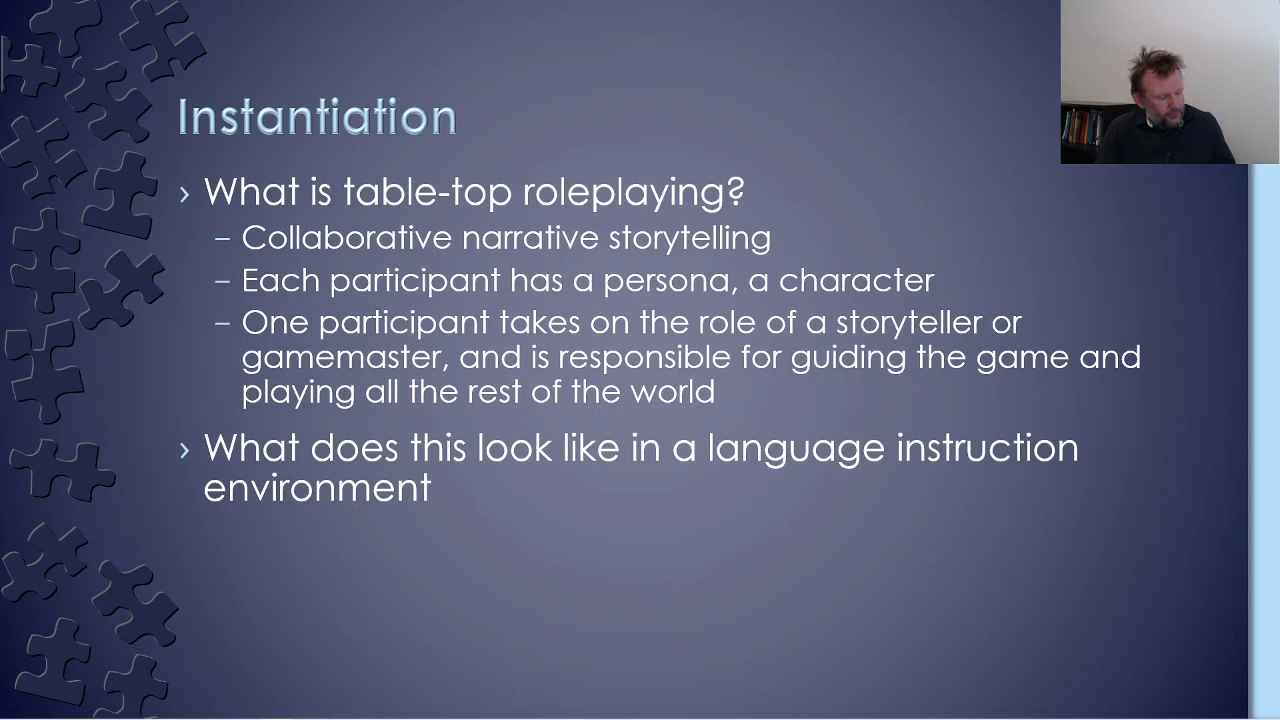 Instantiation
› What is table-top roleplaying?
– Collaborative narrative storytelling
– Each participant has a persona, a character
– One participant takes on the role of a storyteller or
gamemaster, and is responsible for guiding the game and
playing all the rest of the world
› What does this look like in a language instruction
environment